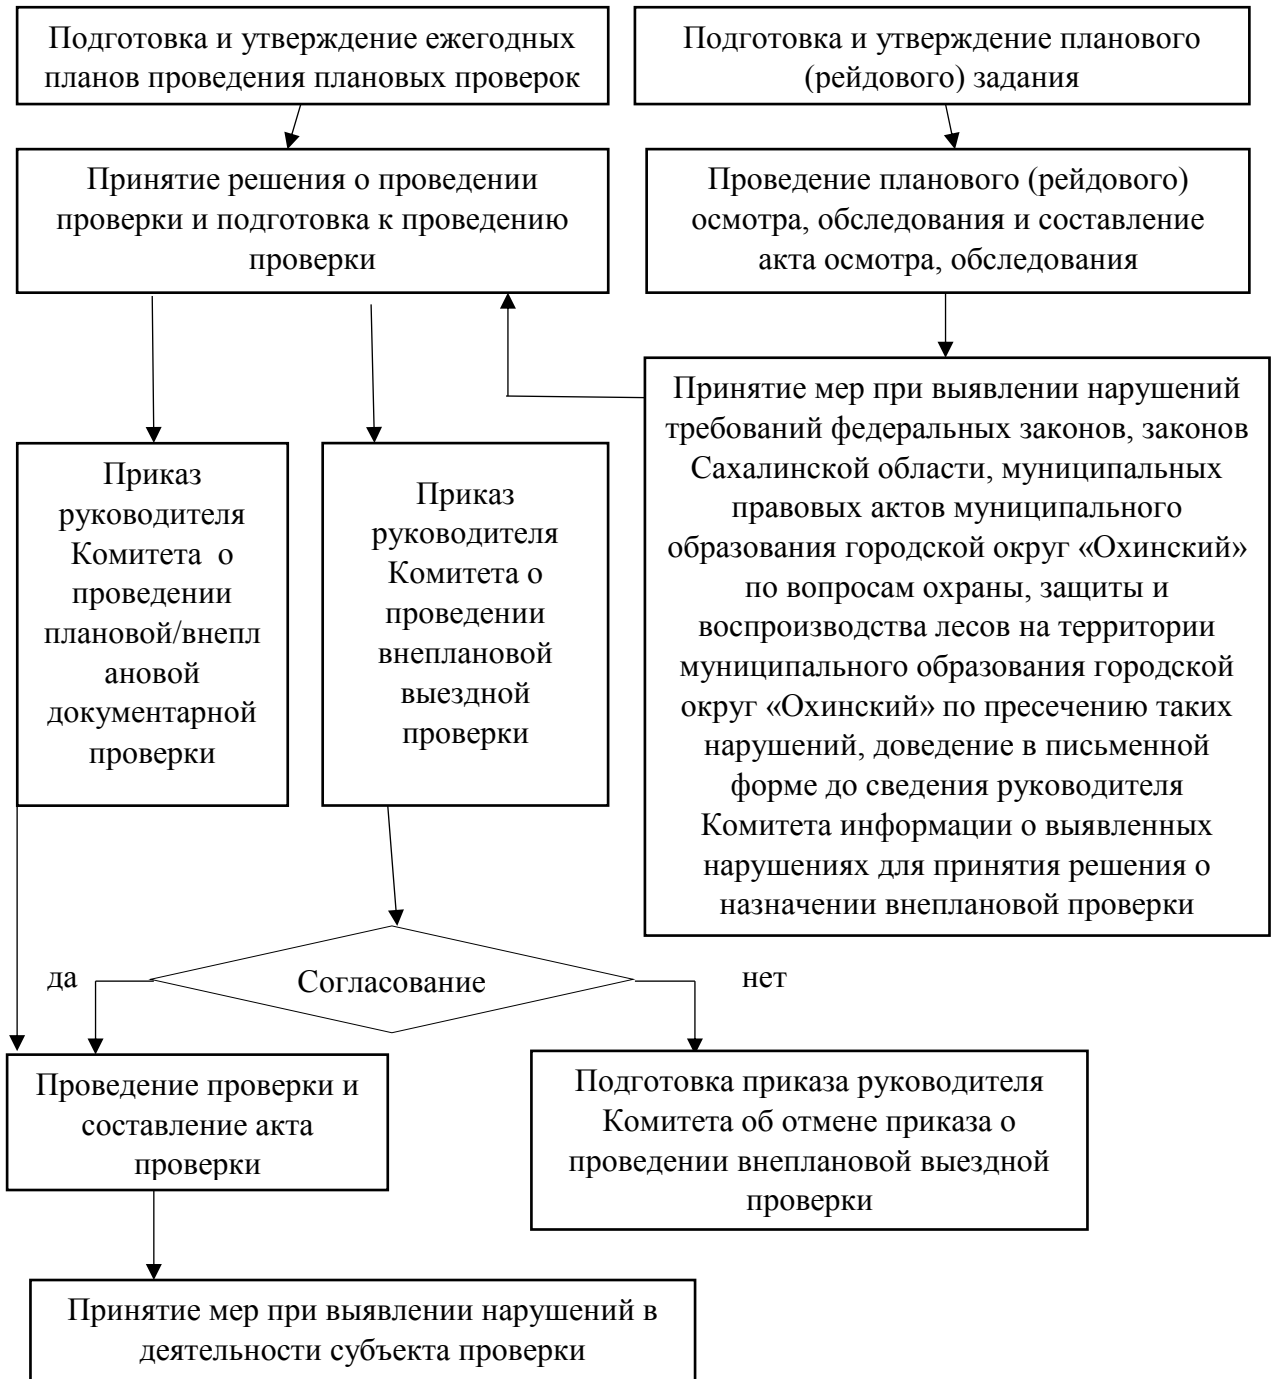 Подготовка и утверждение ежегодных
планов проведения плановых проверок
Подготовка и утверждение планового
(рейдового) задания
Принятие решения о проведении
проверки и подготовка к проведению
проверки
Проведение планового (рейдового)
осмотра, обследования и составление
акта осмотра, обследования
Принятие мер при выявлении нарушений
требований федеральных законов, законов
Сахалинской области, муниципальных
правовых актов муниципального
образования городской округ «Охинский»
по вопросам охраны, защиты и
воспроизводства лесов на территории
муниципального образования городской
округ «Охинский» по пресечению таких
нарушений, доведение в письменной
форме до сведения руководителя
Комитета информации о выявленных
нарушениях для принятия решения о
назначении внеплановой проверки
Приказ
руководителя
Комитета о
проведении
плановой/внепл
ановой
документарной
проверки
Приказ
руководителя
Комитета о
проведении
внеплановой
выездной
проверки
да
Согласование
нет
Проведение проверки и
составление акта
проверки
Подготовка приказа руководителя
Комитета об отмене приказа о
проведении внеплановой выездной
проверки
Принятие мер при выявлении нарушений в
деятельности субъекта проверки